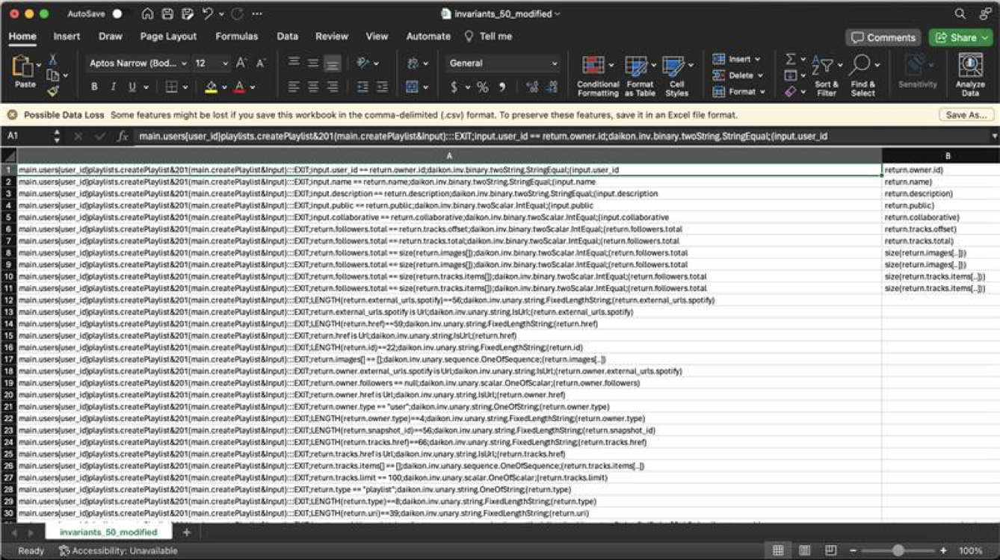 AutoSave
invariants_50_modified
Home Insert Draw Page Layout Formulas Data Review View Automate Tell me Comments Share
Paste
Aptos Narrow (Bod... 12 A^ A˅
B I U A
General
$ % 9
Conditional Formatting
Format as Table
Cell Styles
Insert
Delete
Format
Sort & Filter
Find & Select
Sensitivity
Analyze Data
Possible Data Loss Some features might be lost if you save this workbook in the comma-delimited (.csv) format. To preserve these features, save it in an Excel file format. Save As...
A1 fx main.users{user_id}playlists.createPlaylist&201(main.createPlaylist&Input):::EXIT;input.user_id == return.owner.id;daikon.inv.binary.twoString.StringEqual;(input.user_id
A B
1 main.users{user_id}playlists.createPlaylist&201(main.createPlaylist&Input):::EXIT;input.user_id == return.owner.id;daikon.inv.binary.twoString.StringEqual;(input.user_id return.owner.id)
2 main.users{user_id}playlists.createPlaylist&201(main.createPlaylist&Input):::EXIT;input.name == return.name;daikon.inv.binary.twoString.StringEqual;(input.name return.name)
3 main.users{user_id}playlists.createPlaylist&201(main.createPlaylist&Input):::EXIT;input.description == return.description;daikon.inv.binary.twoString.StringEqual;(input.description return.description)
4 main.users{user_id}playlists.createPlaylist&201(main.createPlaylist&Input):::EXIT;input.public == return.public;daikon.inv.binary.twoScalar.IntEqual;(input.public return.public)
5 main.users{user_id}playlists.createPlaylist&201(main.createPlaylist&Input):::EXIT;input.collaborative == return.collaborative;daikon.inv.binary.twoScalar.IntEqual;(input.collaborative return.collaborative)
6 main.users{user_id}playlists.createPlaylist&201(main.createPlaylist&Input):::EXIT;return.followers.total == return.tracks.offset;daikon.inv.binary.twoScalar.IntEqual;(return.followers.total return.tracks.offset)
7 main.users{user_id}playlists.createPlaylist&201(main.createPlaylist&Input):::EXIT;return.followers.total == return.tracks.total;daikon.inv.binary.twoScalar.IntEqual;(return.followers.total return.tracks.total)
8 main.users{user_id}playlists.createPlaylist&201(main.createPlaylist&Input):::EXIT;return.followers.total == size(return.images[]);daikon.inv.binary.twoScalar.IntEqual;(return.followers.total size(return.images[..]))
9 main.users{user_id}playlists.createPlaylist&201(main.createPlaylist&Input):::EXIT;return.followers.total == size(return.images[]);daikon.inv.binary.twoScalar.IntEqual;(return.followers.total size(return.images[..]))
10 main.users{user_id}playlists.createPlaylist&201(main.createPlaylist&Input):::EXIT;return.followers.total == size(return.tracks.items[]);daikon.inv.binary.twoScalar.IntEqual;(return.followers.total size(return.tracks.items[..]))
11 main.users{user_id}playlists.createPlaylist&201(main.createPlaylist&Input):::EXIT;return.followers.total == size(return.tracks.items[]);daikon.inv.binary.twoScalar.IntEqual;(return.followers.total size(return.tracks.items[..]))
12 main.users{user_id}playlists.createPlaylist&201(main.createPlaylist&Input):::EXIT;LENGTH(return.external_urls.spotify)==56;daikon.inv.unary.string.FixedLengthString;(return.external_urls.spotify)
13 main.users{user_id}playlists.createPlaylist&201(main.createPlaylist&Input):::EXIT;return.external_urls.spotify is Url;daikon.inv.unary.string.IsUrl;(return.external_urls.spotify)
14 main.users{user_id}playlists.createPlaylist&201(main.createPlaylist&Input):::EXIT;LENGTH(return.href)==59;daikon.inv.unary.string.FixedLengthString;(return.href)
15 main.users{user_id}playlists.createPlaylist&201(main.createPlaylist&Input):::EXIT;return.href is Url;daikon.inv.unary.string.IsUrl;(return.href)
16 main.users{user_id}playlists.createPlaylist&201(main.createPlaylist&Input):::EXIT;LENGTH(return.id)==22;daikon.inv.unary.string.FixedLengthString;(return.id)
17 main.users{user_id}playlists.createPlaylist&201(main.createPlaylist&Input):::EXIT;return.images[] == [];daikon.inv.unary.sequence.OneOfSequence;(return.images[..])
18 main.users{user_id}playlists.createPlaylist&201(main.createPlaylist&Input):::EXIT;return.owner.external_urls.spotify is Url;daikon.inv.unary.string.IsUrl;(return.owner.external_urls.spotify)
19 main.users{user_id}playlists.createPlaylist&201(main.createPlaylist&Input):::EXIT;return.owner.followers == null;daikon.inv.unary.scalar.OneOfScalar;(return.owner.followers)
20 main.users{user_id}playlists.createPlaylist&201(main.createPlaylist&Input):::EXIT;return.owner.href is Url;daikon.inv.unary.string.IsUrl;(return.owner.href)
21 main.users{user_id}playlists.createPlaylist&201(main.createPlaylist&Input):::EXIT;return.owner.type == "user";daikon.inv.unary.string.OneOfString;(return.owner.type)
22 main.users{user_id}playlists.createPlaylist&201(main.createPlaylist&Input):::EXIT;LENGTH(return.owner.type)==4;daikon.inv.unary.string.FixedLengthString;(return.owner.type)
23 main.users{user_id}playlists.createPlaylist&201(main.createPlaylist&Input):::EXIT;LENGTH(return.snapshot_id)==56;daikon.inv.unary.string.FixedLengthString;(return.snapshot_id)
24 main.users{user_id}playlists.createPlaylist&201(main.createPlaylist&Input):::EXIT;LENGTH(return.tracks.href)==66;daikon.inv.unary.string.FixedLengthString;(return.tracks.href)
25 main.users{user_id}playlists.createPlaylist&201(main.createPlaylist&Input):::EXIT;return.tracks.href is Url;daikon.inv.unary.string.IsUrl;(return.tracks.href)
26 main.users{user_id}playlists.createPlaylist&201(main.createPlaylist&Input):::EXIT;return.tracks.items[] == [];daikon.inv.unary.sequence.OneOfSequence;(return.tracks.items[..])
27 main.users{user_id}playlists.createPlaylist&201(main.createPlaylist&Input):::EXIT;return.tracks.limit == 100;daikon.inv.unary.scalar.OneOfScalar;(return.tracks.limit)
28 main.users{user_id}playlists.createPlaylist&201(main.createPlaylist&Input):::EXIT;return.type == "playlist";daikon.inv.unary.string.OneOfString;(return.type)
29 main.users{user_id}playlists.createPlaylist&201(main.createPlaylist&Input):::EXIT;LENGTH(return.type)==8;daikon.inv.unary.string.FixedLengthString;(return.type)
30 main.users{user_id}playlists.createPlaylist&201(main.createPlaylist&Input):::EXIT;LENGTH(return.uri)==39;daikon.inv.unary.string.FixedLengthString;(return.uri)
invariants_50_modified +
Ready Accessibility: Unavailable 100%